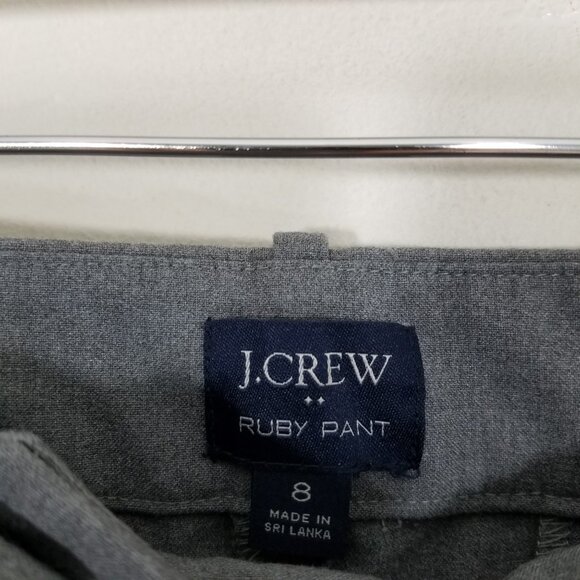 J.CREW
RUBY PANT
8
MADE IN
SRI LANKA